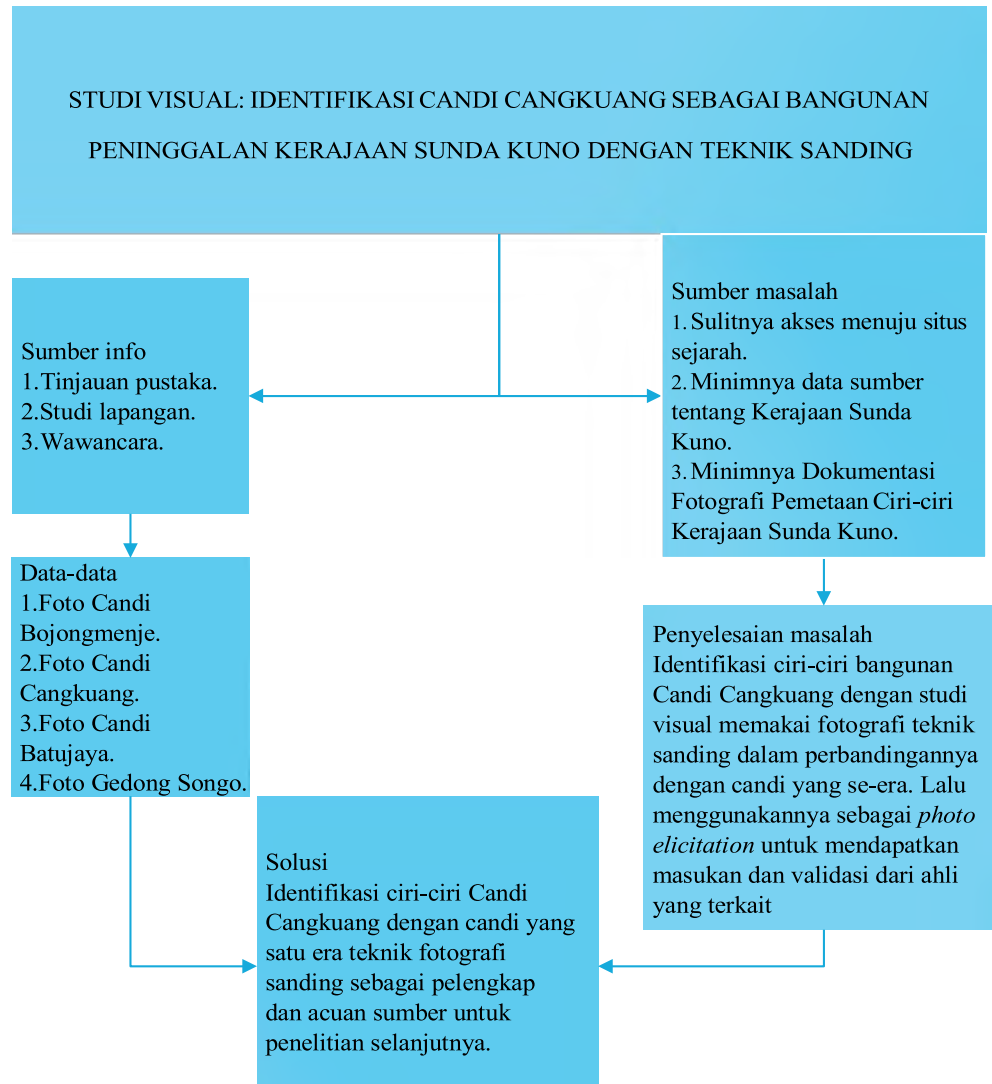 STUDI VISUAL: IDENTIFIKASI CANDI CANGKUANG SEBAGAI BANGUNAN
PENINGGALAN KERAJAAN SUNDA KUNO DENGAN TEKNIK SANDING
Sumber info
1.Tinjauan pustaka.
2.Studi lapangan.
3.Wawancara.
Sumber masalah
1. Sulitnya akses menuju situs
sejarah.
2. Minimnya data sumber
tentang Kerajaan Sunda
Kuno.
3. Minimnya Dokumentasi
Fotografi Pemetaan Ciri-ciri
Kerajaan Sunda Kuno.
Data-data
1.Foto Candi
Bojongmenje.
2.Foto Candi
Cangkuang.
3.Foto Candi
Batujaya.
4.Foto Gedong Songo.
Penyelesaian masalah
Identifikasi ciri-ciri bangunan
Candi Cangkuang dengan studi
visual memakai fotografi teknik
sanding dalam perbandingannya
dengan candi yang se-era. Lalu
menggunakannya sebagai photo
elicitation untuk mendapatkan
masukan dan validasi dari ahli
yang terkait
Solusi
Identifikasi ciri-ciri Candi
Cangkuang dengan candi yang
satu era teknik fotografi
sanding sebagai pelengkap
dan acuan sumber untuk
penelitian selanjutnya.